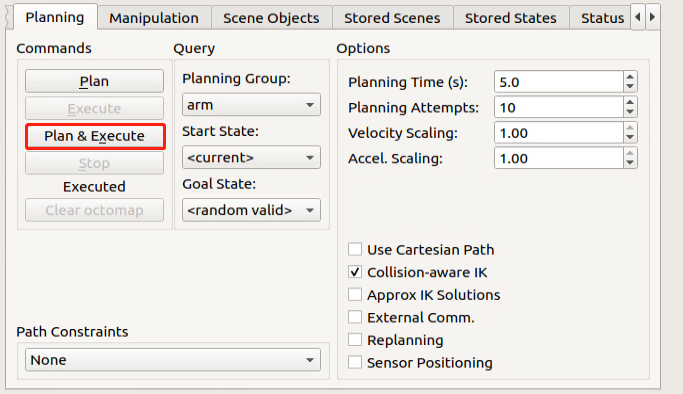 Planning Manipulation Scene Objects Stored Scenes Stored States Status
Commands Query Options
Plan
Execute
Plan & Execute
Stop
Executed
Clear octomap
Planning Group:
arm
Start State:
<current>
Goal State:
<random valid>
Planning Time (s): 5.0
Planning Attempts: 10
Velocity Scaling: 1.00
Accel. Scaling: 1.00
Use Cartesian Path
Collision-aware IK
Approx IK Solutions
External Comm.
Replanning
Sensor Positioning
Path Constraints
None